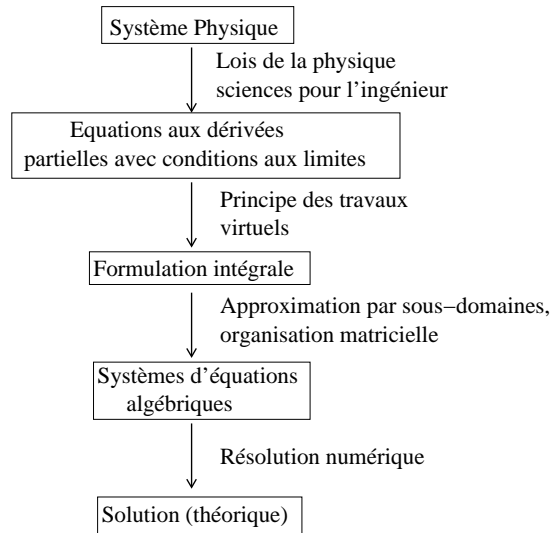 Système Physique
Lois de la physique
sciences pour l'ingénieur
Equations aux dérivées
partielles avec conditions aux limites
Principe des travaux
virtuels
Formulation intégrale
Approximation par sous−domaines,
organisation matricielle
Systèmes d'équations
algébriques
Résolution numérique
Solution (théorique)